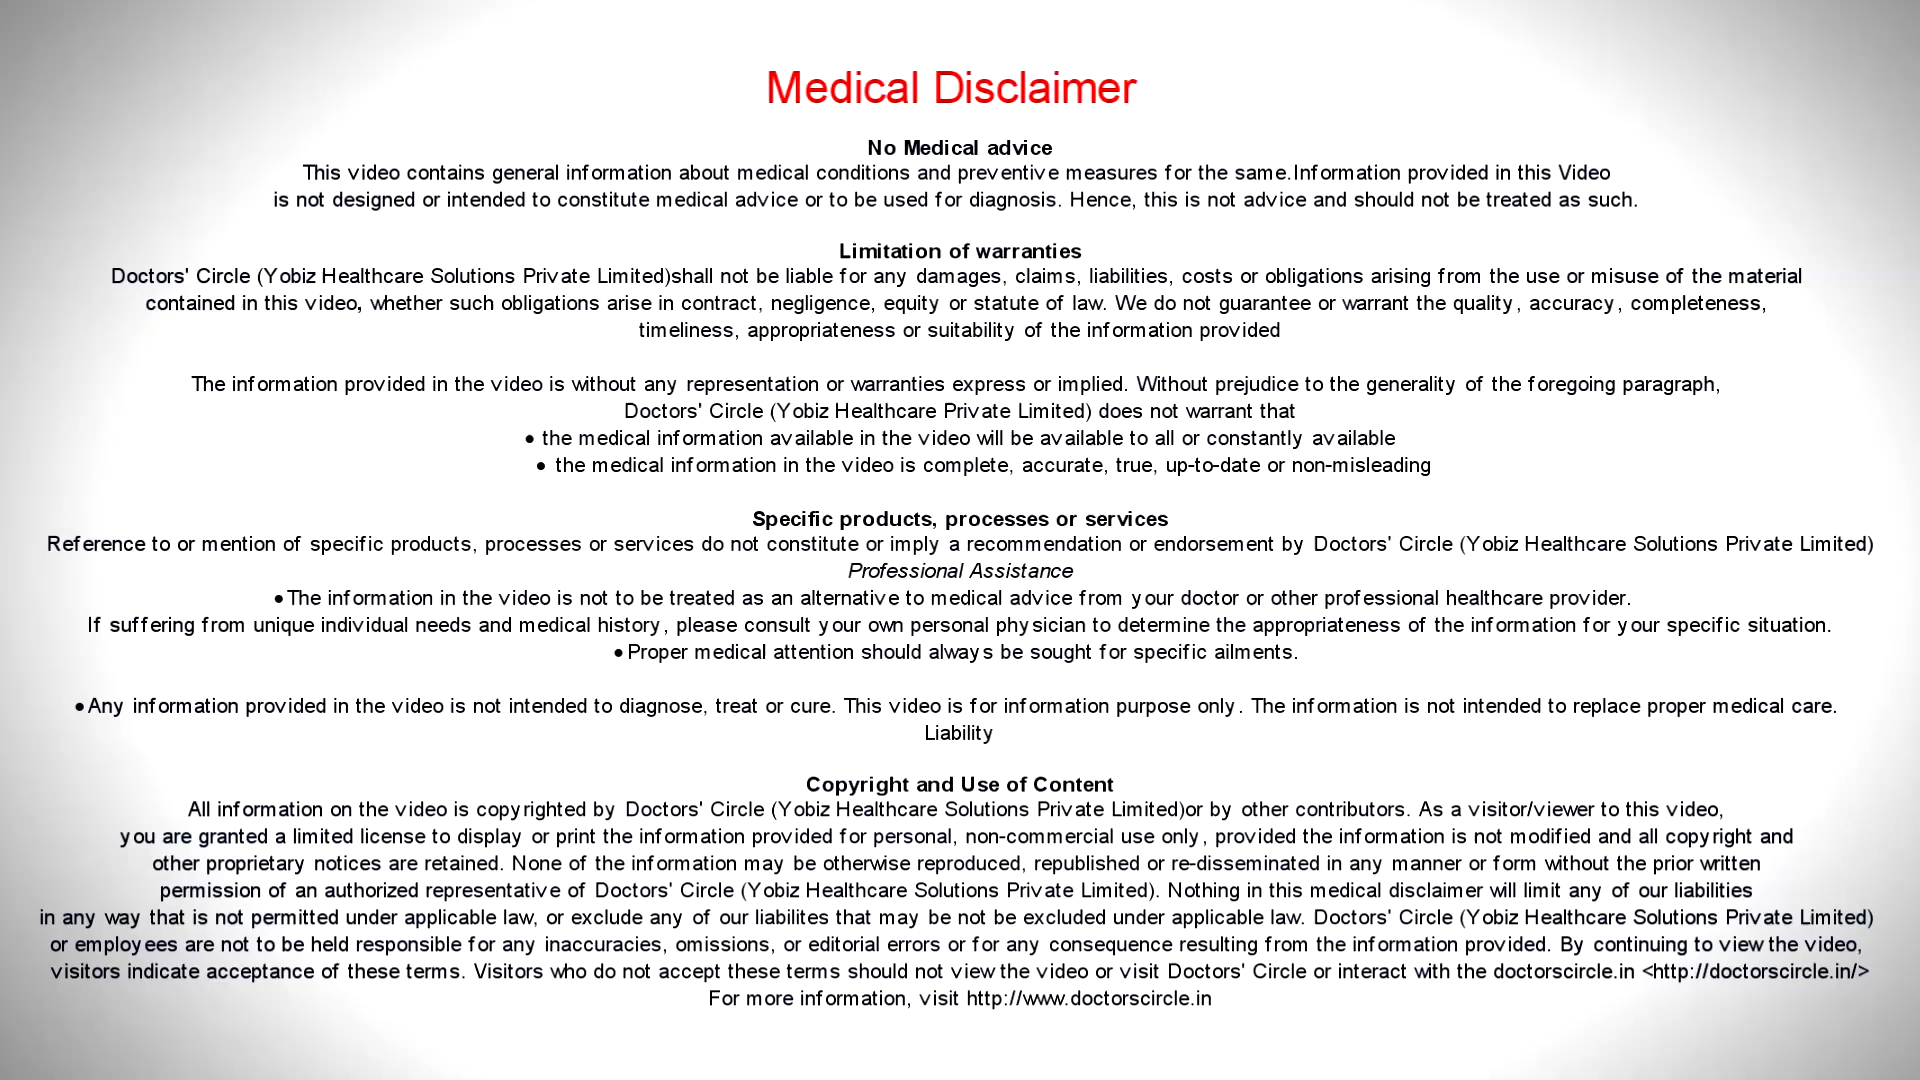 Medical Disclaimer
No Medical advice
This video contains general information about medical conditions and preventive measures for the same.Information provided in this Video
is not designed or intended to constitute medical advice or to be used for diagnosis. Hence, this is not advice and should not be treated as such.
Limitation of warranties
Doctors' Circle (Yobiz Healthcare Solutions Private Limited)shall not be liable for any damages, claims, liabilities, costs or obligations arising from the use or misuse of the material
contained in this video, whether such obligations arise in contract, negligence, equity or statute of law. We do not guarantee or warrant the quality, accuracy, completeness,
timeliness, appropriateness or suitability of the information provided
The information provided in the video is without any representation or warranties express or implied. Without prejudice to the generality of the foregoing paragraph,
Doctors' Circle (Yobiz Healthcare Private Limited) does not warrant that
• the medical information available in the video will be available to all or constantly available
• the medical information in the video is complete, accurate, true, up-to-date or non-misleading
Specific products, processes or services
Reference to or mention of specific products, processes or services do not constitute or imply a recommendation or endorsement by Doctors' Circle (Yobiz Healthcare Solutions Private Limited)
Professional Assistance
•The information in the video is not to be treated as an alternative to medical advice from your doctor or other professional healthcare provider.
If suffering from unique individual needs and medical history, please consult your own personal physician to determine the appropriateness of the information for your specific situation.
•Proper medical attention should always be sought for specific ailments.
•Any information provided in the video is not intended to diagnose, treat or cure. This video is for information purpose only. The information is not intended to replace proper medical care.
Liability
Copyright and Use of Content
All information on the video is copyrighted by Doctors' Circle (Yobiz Healthcare Solutions Private Limited)or by other contributors. As a visitor/viewer to this video,
you are granted a limited license to display or print the information provided for personal, non-commercial use only, provided the information is not modified and all copyright and
other proprietary notices are retained. None of the information may be otherwise reproduced, republished or re-disseminated in any manner or form without the prior written
permission of an authorized representative of Doctors' Circle (Yobiz Healthcare Solutions Private Limited). Nothing in this medical disclaimer will limit any of our liabilities
in any way that is not permitted under applicable law, or exclude any of our liabilites that may be not be excluded under applicable law. Doctors' Circle (Yobiz Healthcare Solutions Private Limited)
or employees are not to be held responsible for any inaccuracies, omissions, or editorial errors or for any consequence resulting from the information provided. By continuing to view the video,
visitors indicate acceptance of these terms. Visitors who do not accept these terms should not view the video or visit Doctors' Circle or interact with the doctorscircle.in <http://doctorscircle.in/>
For more information, visit http://www.doctorscircle.in